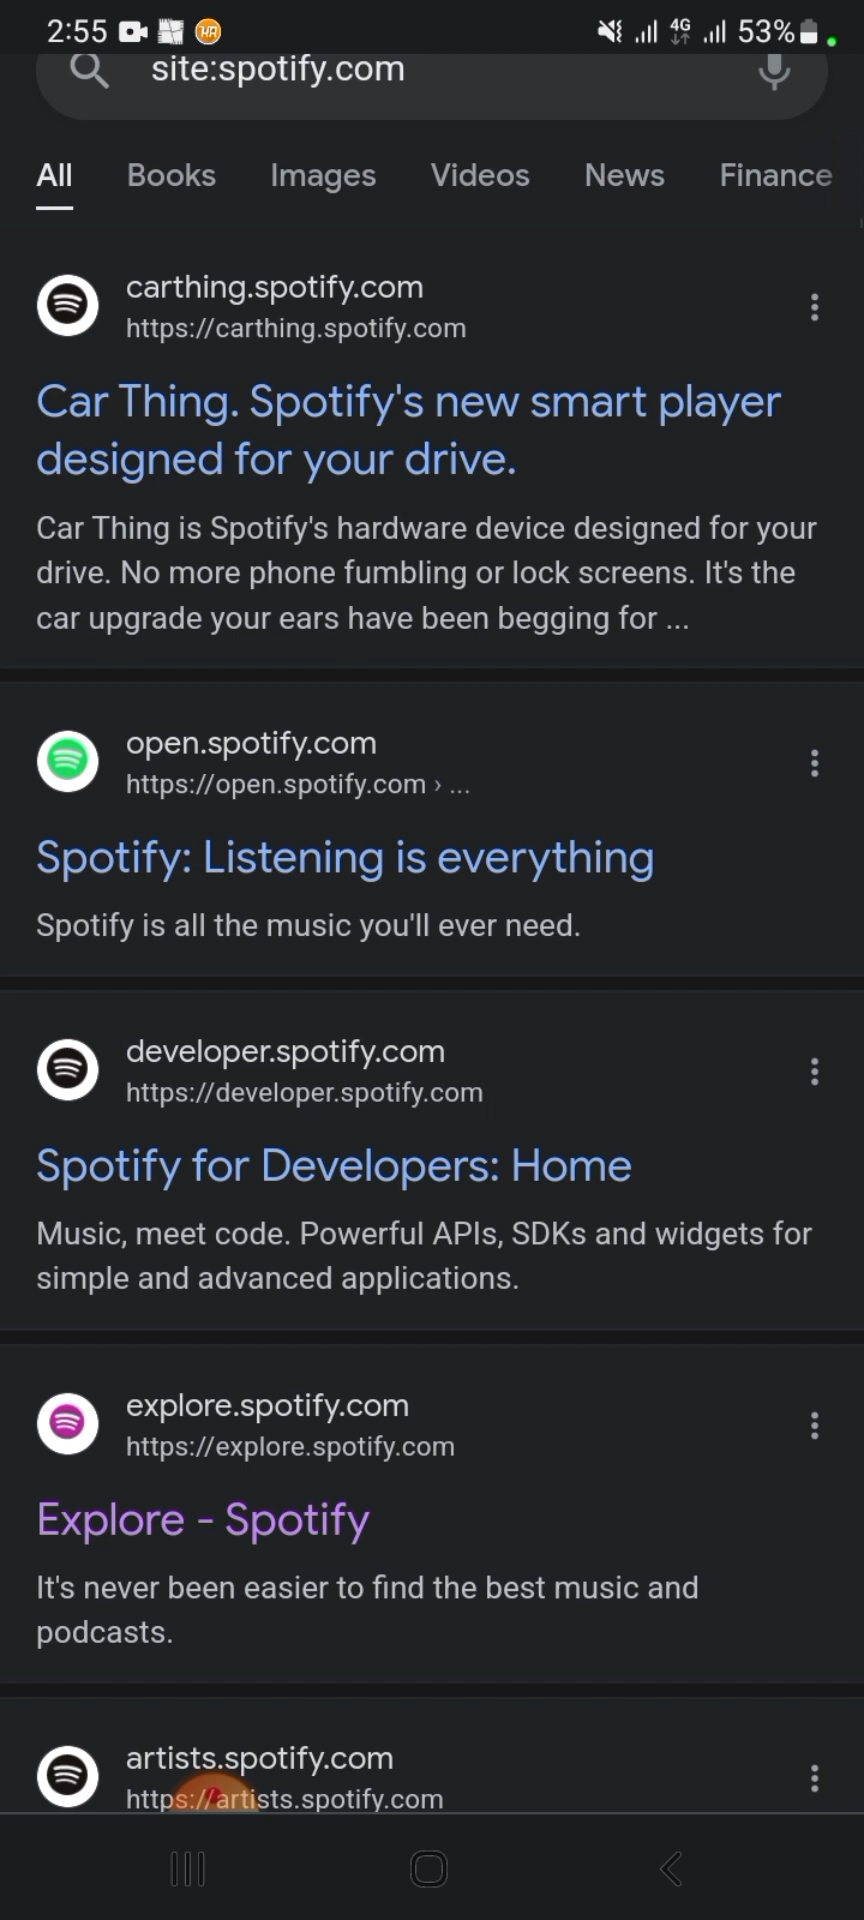 2:55 HR 4G 53%
site:spotify.com
All Books Images Videos News Finance
carthing.spotify.com
https://carthing.spotify.com
Car Thing. Spotify's new smart player
designed for your drive.
Car Thing is Spotify's hardware device designed for your
drive. No more phone fumbling or lock screens. It's the
car upgrade your ears have been begging for ...
open.spotify.com
https://open.spotify.com › ...
Spotify: Listening is everything
Spotify is all the music you'll ever need.
developer.spotify.com
https://developer.spotify.com
Spotify for Developers: Home
Music, meet code. Powerful APIs, SDKs and widgets for
simple and advanced applications.
explore.spotify.com
https://explore.spotify.com
Explore - Spotify
It's never been easier to find the best music and
podcasts.
artists.spotify.com
https://artists.spotify.com